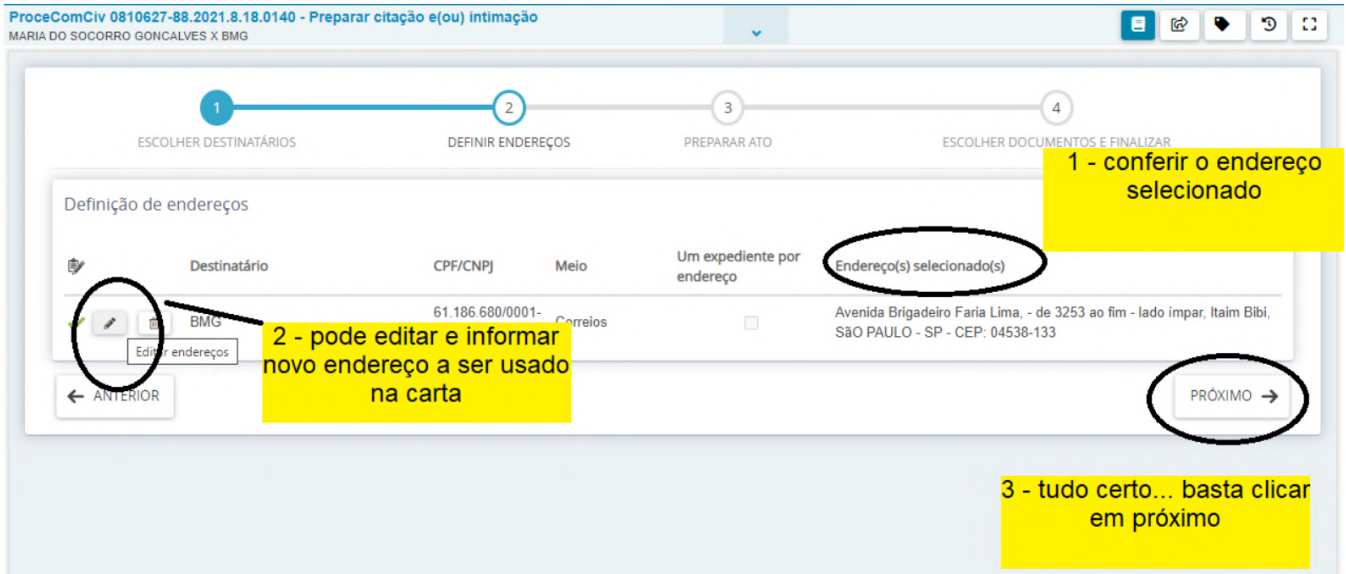 ProceComCiv 0810627-88.2021.8.18.0140 - Preparar citação e(ou) intimação
MARIA DO SOCORRO GONCALVES X BMG
1
2
3
4
ESCOLHER DESTINATÁRIOS
DEFINIR ENDEREÇOS
PREPARAR ATO
ESCOLHER DOCUMENTOS E FINALIZAR
1 - conferir o endereço
selecionado
Definição de endereços
Destinatário
CPF/CNPJ
Meio
Um expediente por
endereço
Endereço(s) selecionado(s)
BMG
61.186.680/0001-
Correios
Avenida Brigadeiro Faria Lima, - de 3253 ao fim - lado ímpar, Itaim Bibi,
SãO PAULO - SP - CEP: 04538-133
Editar endereços
2 - pode editar e informar
novo endereço a ser usado
na carta
ANTERIOR
PRÓXIMO
3 - tudo certo... basta clicar
em próximo